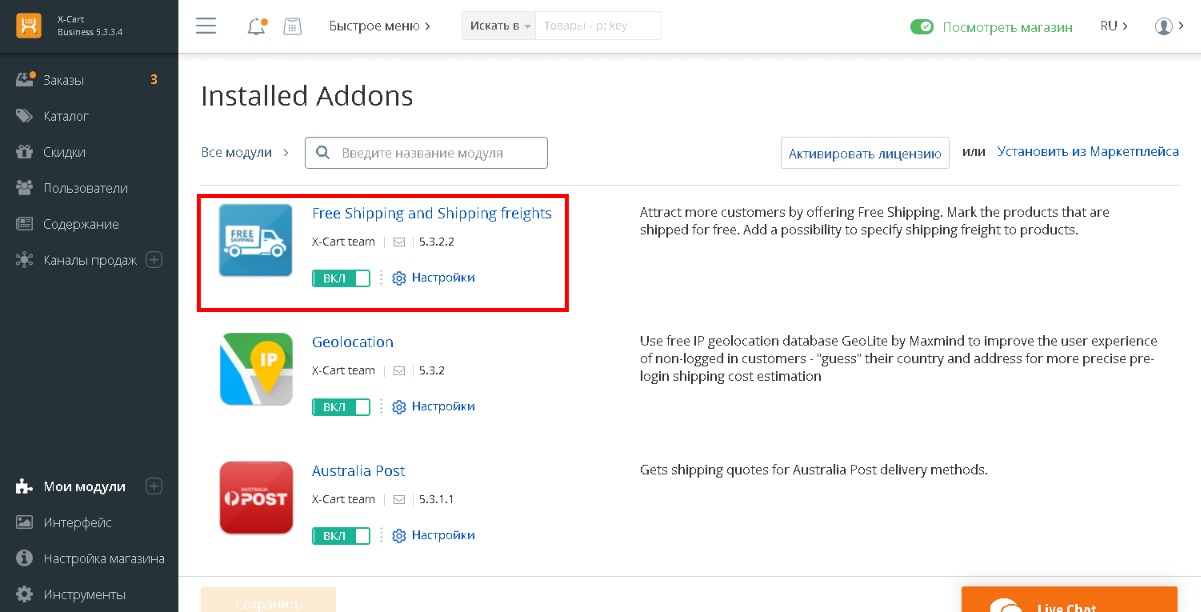 X-Cart
Business 5.3.3.4
Быстрое меню
Искать в
Товары - p: key
Посмотреть магазин
RU
Заказы 3
Каталог
Скидки
Пользователи
Содержание
Каналы продаж
Мои модули
Интерфейс
Настройка магазина
Инструменты
Installed Addons
Все модули
Введите название модуля
Активировать лицензию или Установить из Маркетплейса
FREE
SHIPPING
Free Shipping and Shipping freights
X-Cart team 5.3.2.2
ВКЛ Настройки
Attract more customers by offering Free Shipping. Mark the products that are
shipped for free. Add a possibility to specify shipping freight to products.
IP
Geolocation
X-Cart team 5.3.2
ВКЛ Настройки
Use free IP geolocation database GeoLite by Maxmind to improve the user experience
of non-logged in customers - "guess" their country and address for more precise pre-
login shipping cost estimation
AUSTRALIA
POST
Australia Post
X-Cart team 5.3.1.1
ВКЛ Настройки
Gets shipping quotes for Australia Post delivery methods.
Сохранить
Live Chat